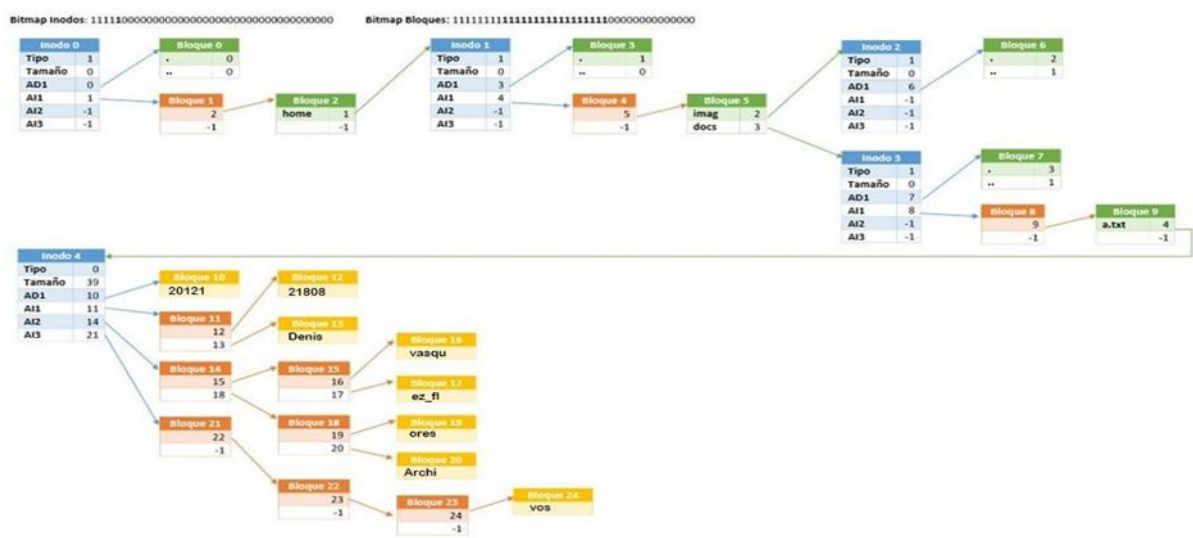 Bitmap Inodos: 1111100000000000000000000000000000000000
Bitmap Bloques: 1111111111111111111111111000000000000000
Inodo 0
Tipo 1
Tamaño 0
AD1 0
AI1 1
AI2 -1
AI3 -1
Bloque 0
. 0
.. 0
Bloque 1
2
-1
Bloque 2
home 1
-1
Inodo 1
Tipo 1
Tamaño 0
AD1 3
AI1 4
AI2 -1
AI3 -1
Bloque 3
. 1
.. 0
Bloque 4
5
-1
Bloque 5
imag 2
docs 3
Inodo 2
Tipo 1
Tamaño 0
AD1 6
AI1 -1
AI2 -1
AI3 -1
Bloque 6
. 2
.. 1
Inodo 3
Tipo 1
Tamaño 0
AD1 7
AI1 8
AI2 -1
AI3 -1
Bloque 7
. 3
.. 1
Bloque 8
9
-1
Bloque 9
a.txt 4
-1
Inodo 4
Tipo 0
Tamaño 39
AD1 10
AI1 11
AI2 14
AI3 21
Bloque 10
20121
Bloque 11
12
13
Bloque 12
21808
Bloque 13
Denis
Bloque 14
15
18
Bloque 15
16
17
Bloque 16
vasqu
Bloque 17
ez_fl
Bloque 18
19
20
Bloque 19
ores
Bloque 20
Archi
Bloque 21
22
-1
Bloque 22
23
-1
Bloque 23
24
-1
Bloque 24
vos